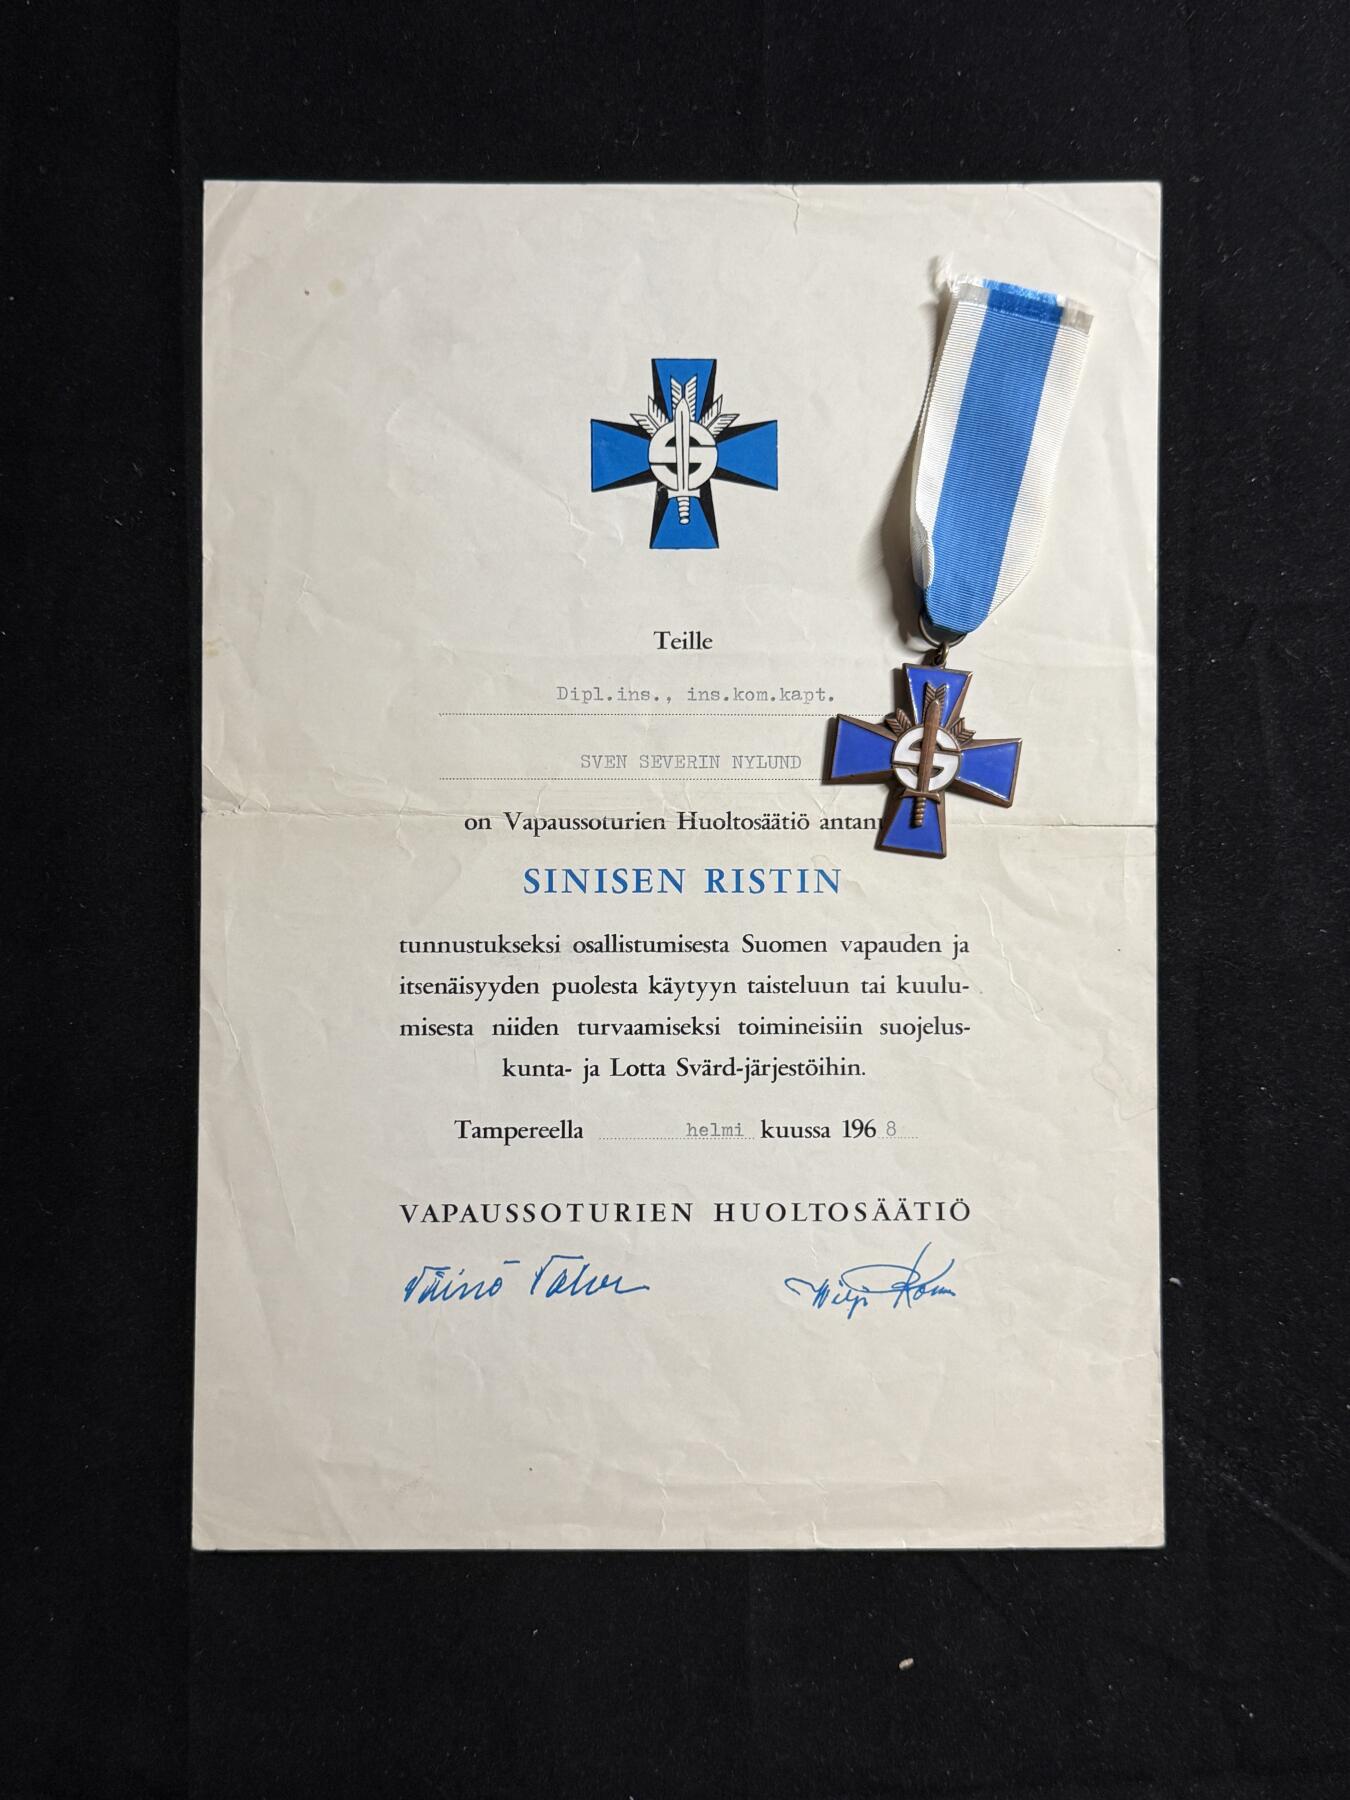 S
Teille
Dipl.ins., ins.kom.kapt.
SVEN SEVERIN NYLUND
on Vapaussoturien Huoltosäätiö antanu
SINISEN RISTIN
tunnustukseksi osallistumisesta Suomen vapauden ja
itsenäisyyden puolesta käytyyn taisteluun tai kuulu-
misesta niiden turvaamiseksi toimineisiin suojelus-
kunta- ja Lotta Svärd-järjestöihin.
Tampereella helmi kuussa 1968
VAPAUSSOTURIEN HUOLTOSÄÄTIÖ
Väinö
S